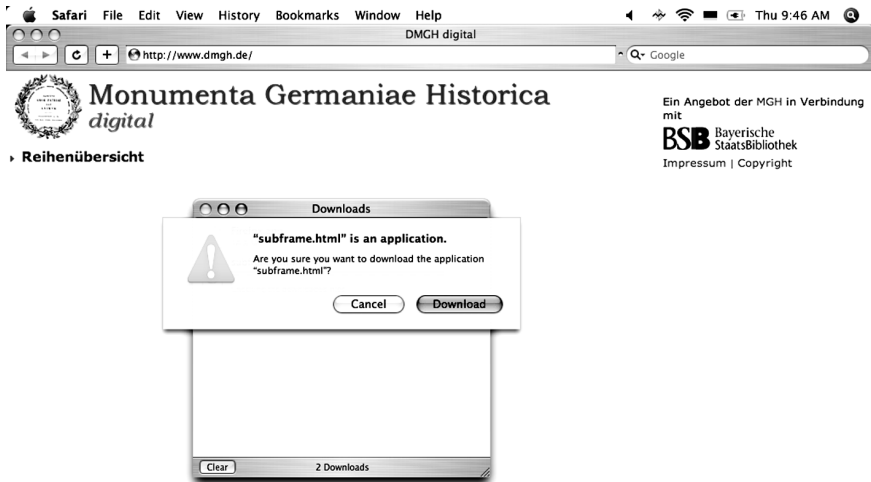 Safari File Edit View History Bookmarks Window Help Thu 9:46 AM
DMGH digital
http://www.dmgh.de/
Google
Monumenta Germaniae Historica
digital
Reihenübersicht
Ein Angebot der MGH in Verbindung
mit
BSB Bayerische
StaatsBibliothek
Impressum | Copyright
Downloads
“subframe.html” is an application.
Are you sure you want to download the application
“subframe.html”?
Cancel Download
Clear 2 Downloads